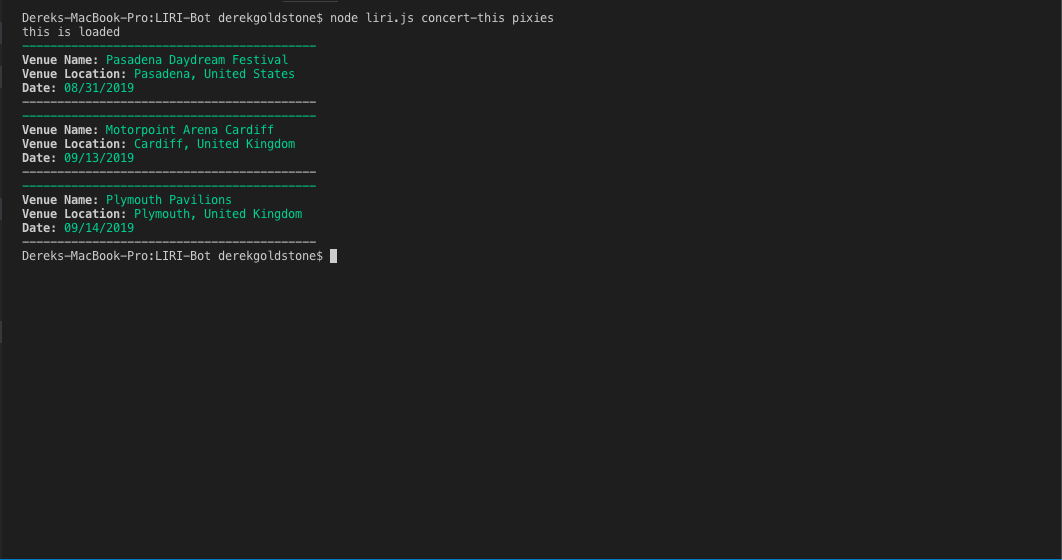 Dereks-MacBook-Pro:LIRI-Bot derekgoldstone$ node liri.js concert-this pixies
this is loaded
------------------------------------------
Venue Name: Pasadena Daydream Festival
Venue Location: Pasadena, United States
Date: 08/31/2019
------------------------------------------
------------------------------------------
Venue Name: Motorpoint Arena Cardiff
Venue Location: Cardiff, United Kingdom
Date: 09/13/2019
------------------------------------------
------------------------------------------
Venue Name: Plymouth Pavilions
Venue Location: Plymouth, United Kingdom
Date: 09/14/2019
------------------------------------------
Dereks-MacBook-Pro:LIRI-Bot derekgoldstone$